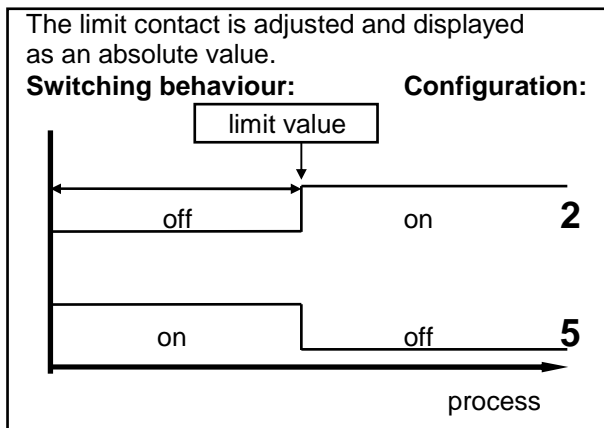 The limit contact is adjusted and displayed
as an absolute value.
Switching behaviour: Configuration:
limit value
off on 2
on off 5
process